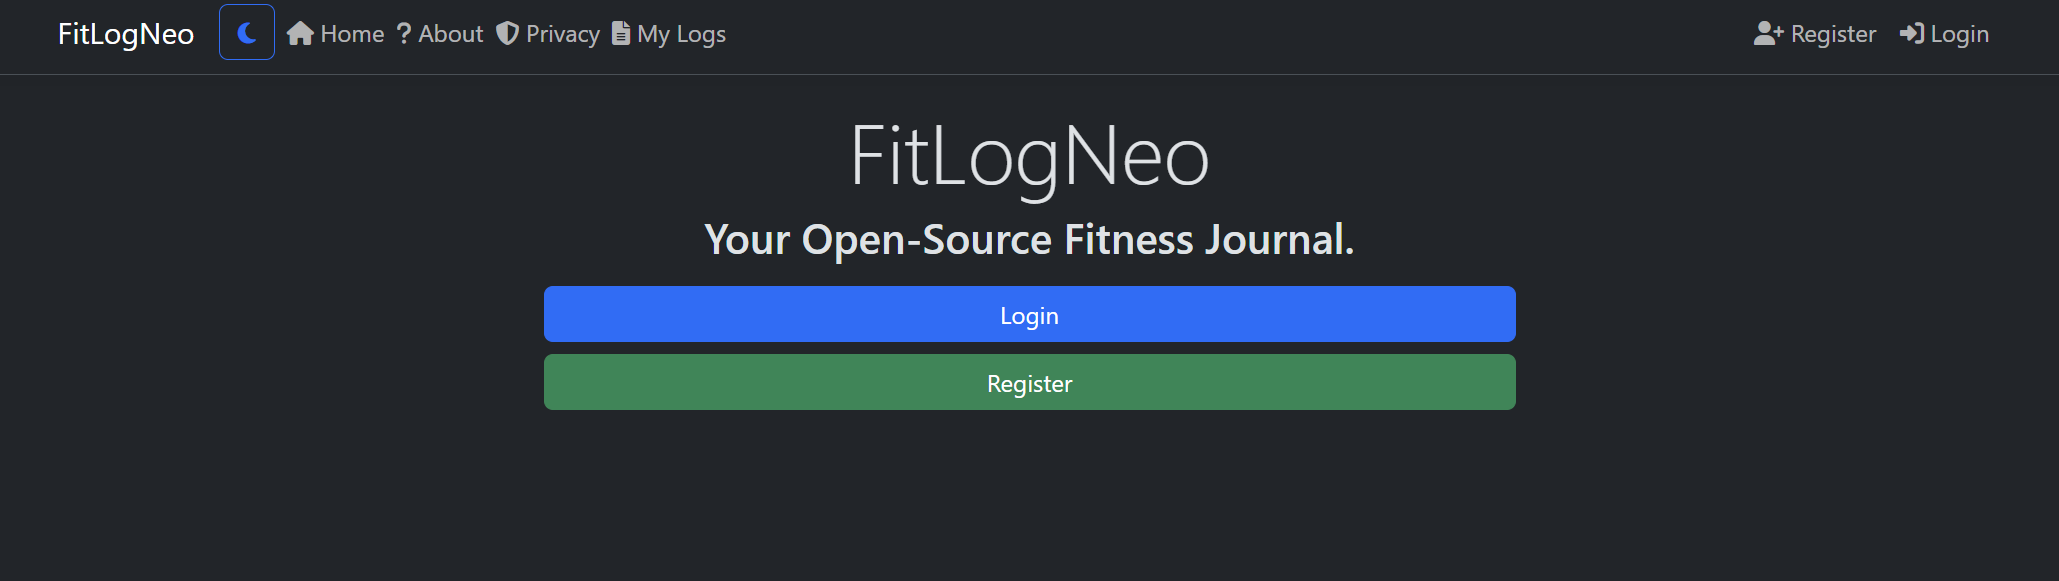 FitLogNeo Home About Privacy My Logs Register Login
FitLogNeo
Your Open-Source Fitness Journal.
Login
Register